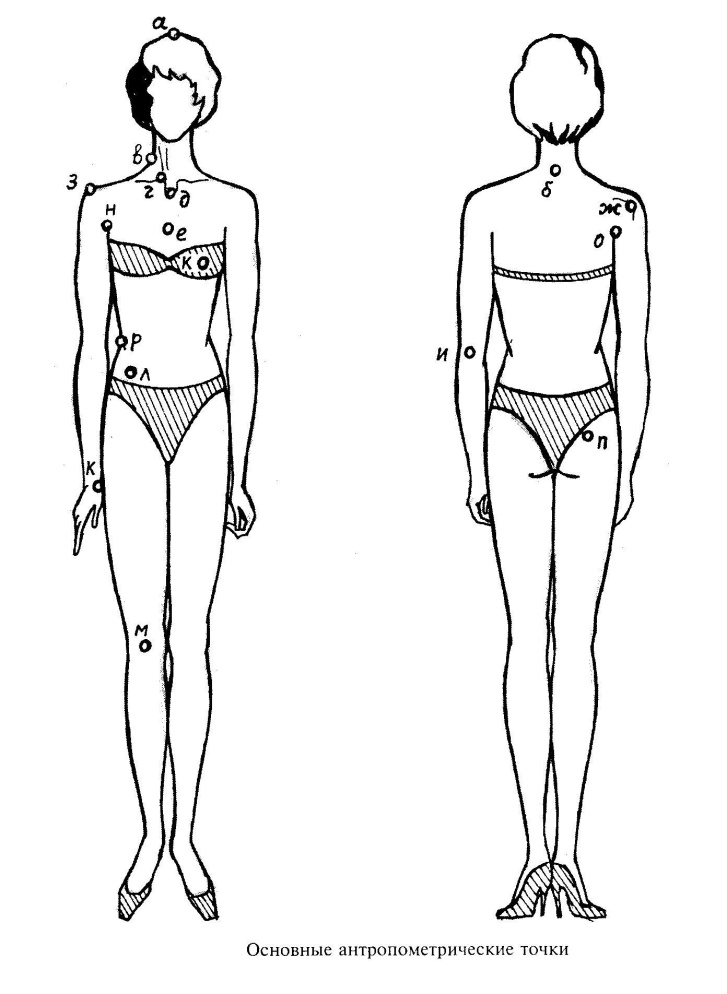 а
в
г
д
з
н
е
к
р
л
к
м
б
ж
о
и
п
Основные антропометрические точки